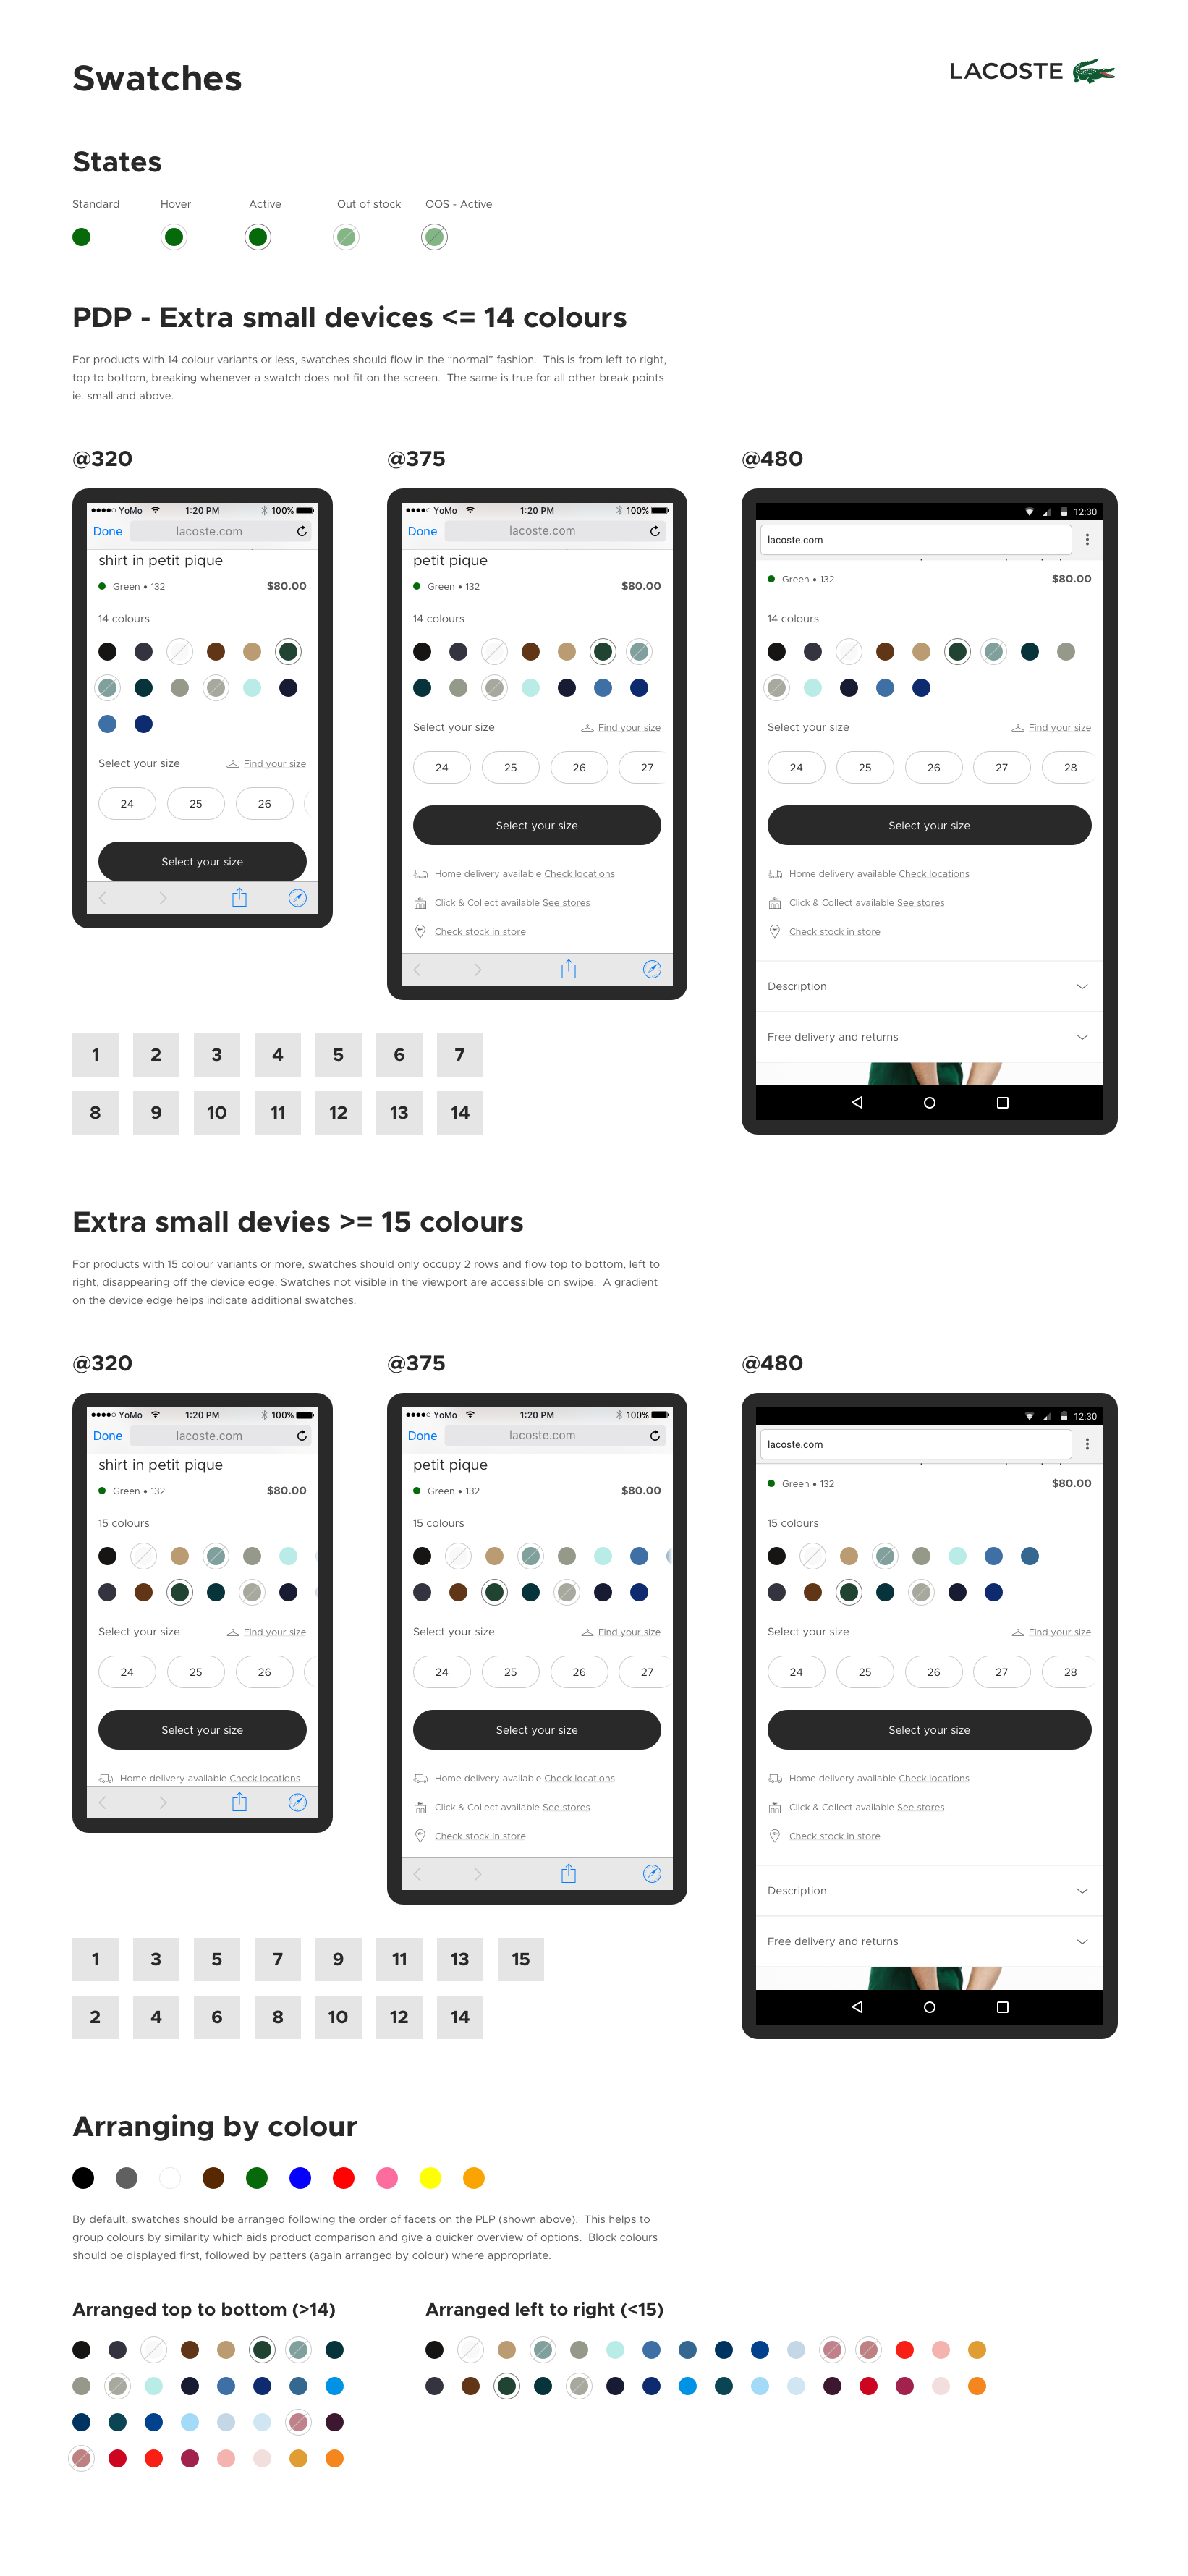 Swatches
LACOSTE
States
Standard
Hover
Active
Out of stock
OOS - Active
PDP - Extra small devices <= 14 colours
For products with 14 colour variants or less, swatches should flow in the “normal” fashion.  This is from left to right,
top to bottom, breaking whenever a swatch does not fit on the screen.  The same is true for all other break points
ie. small and above.
@320
YoMo 1:20 PM 100%
Done lacoste.com
shirt in petit pique
Green • 132 $80.00
14 colours
Select your size Find your size
24 25 26
Select your size
@375
YoMo 1:20 PM 100%
Done lacoste.com
petit pique
Green • 132 $80.00
14 colours
Select your size Find your size
24 25 26 27
Select your size
Home delivery available Check locations
Click & Collect available See stores
Check stock in store
@480
12:30
lacoste.com
Green • 132 $80.00
14 colours
Select your size Find your size
24 25 26 27 28
Select your size
Home delivery available Check locations
Click & Collect available See stores
Check stock in store
Description
Free delivery and returns
1 2 3 4 5 6 7
8 9 10 11 12 13 14
Extra small devies >= 15 colours
For products with 15 colour variants or more, swatches should only occupy 2 rows and flow top to bottom, left to
right, disappearing off the device edge. Swatches not visible in the viewport are accessible on swipe.  A gradient
on the device edge helps indicate additional swatches.
@320
YoMo 1:20 PM 100%
Done lacoste.com
shirt in petit pique
Green • 132 $80.00
15 colours
Select your size Find your size
24 25 26
Select your size
Home delivery available Check locations
@375
YoMo 1:20 PM 100%
Done lacoste.com
petit pique
Green • 132 $80.00
15 colours
Select your size Find your size
24 25 26 27
Select your size
Home delivery available Check locations
Click & Collect available See stores
Check stock in store
@480
12:30
lacoste.com
Green • 132 $80.00
15 colours
Select your size Find your size
24 25 26 27 28
Select your size
Home delivery available Check locations
Click & Collect available See stores
Check stock in store
Description
Free delivery and returns
1 3 5 7 9 11 13 15
2 4 6 8 10 12 14
Arranging by colour
By default, swatches should be arranged following the order of facets on the PLP (shown above).  This helps to
group colours by similarity which aids product comparison and give a quicker overview of options.  Block colours
should be displayed first, followed by patters (again arranged by colour) where appropriate.
Arranged top to bottom (>14)
Arranged left to right (<15)